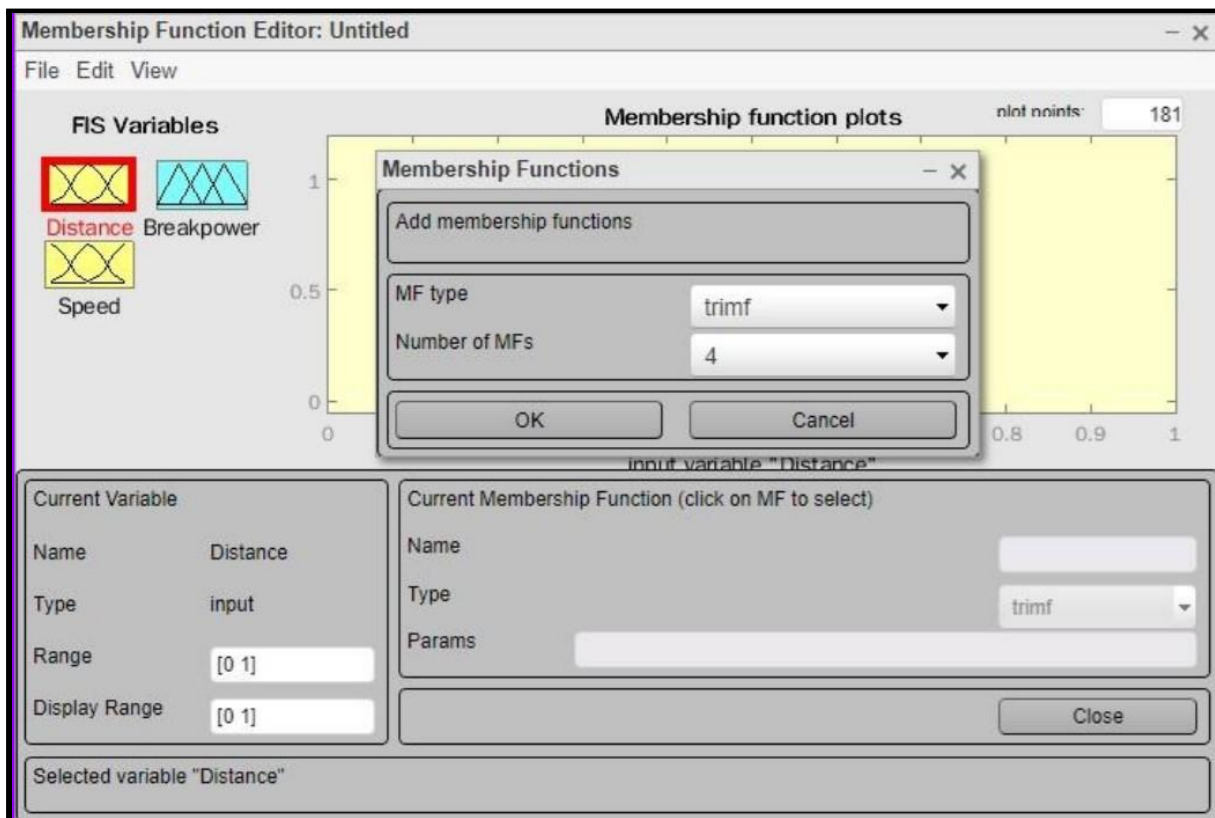 Membership Function Editor: Untitled
File Edit View
FIS Variables
Membership function plots
plot points: 181
Distance Breakpower
Speed
1
0.5
0
0 0.8 0.9 1
input variable "Distance"
Membership Functions
Add membership functions
MF type trimf
Number of MFs 4
OK Cancel
Current Variable
Name Distance
Type input
Range [0 1]
Display Range [0 1]
Current Membership Function (click on MF to select)
Name
Type trimf
Params
Close
Selected variable "Distance"